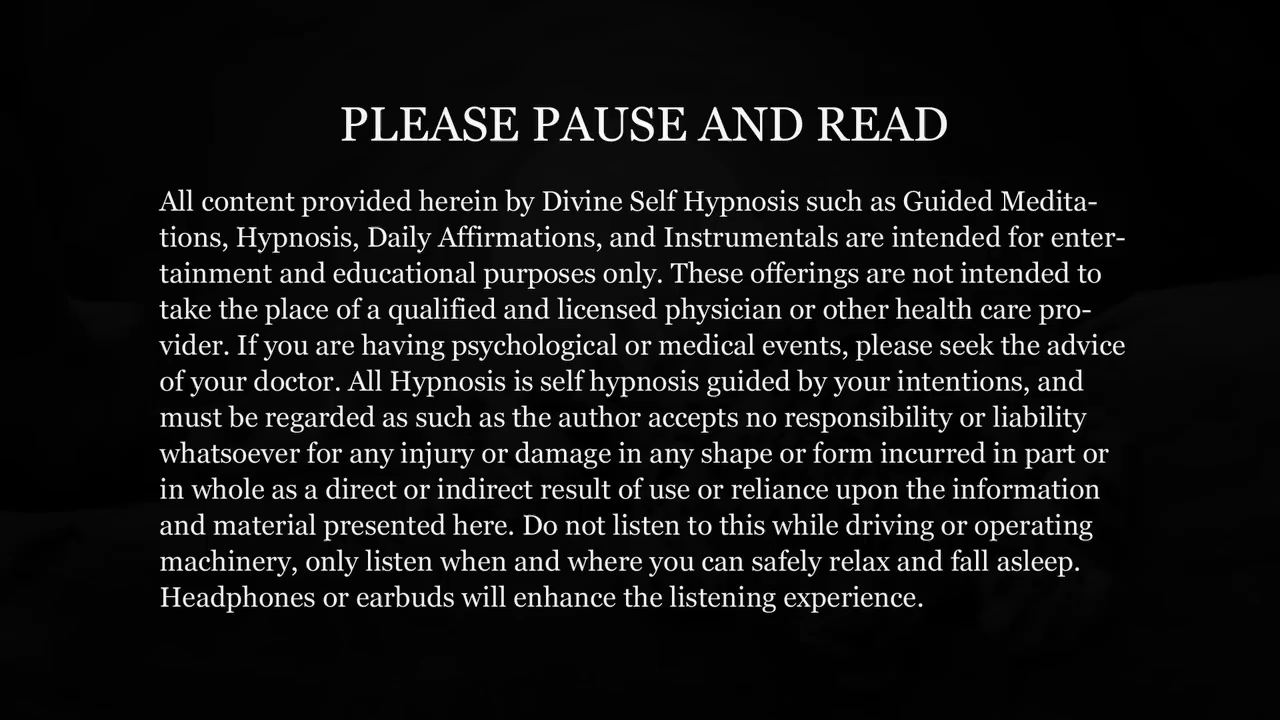 PLEASE PAUSE AND READ
All content provided herein by Divine Self Hypnosis such as Guided Medita-
tions, Hypnosis, Daily Affirmations, and Instrumentals are intended for enter-
tainment and educational purposes only. These offerings are not intended to
take the place of a qualified and licensed physician or other health care pro-
vider. If you are having psychological or medical events, please seek the advice
of your doctor. All Hypnosis is self hypnosis guided by your intentions, and
must be regarded as such as the author accepts no responsibility or liability
whatsoever for any injury or damage in any shape or form incurred in part or
in whole as a direct or indirect result of use or reliance upon the information
and material presented here. Do not listen to this while driving or operating
machinery, only listen when and where you can safely relax and fall asleep.
Headphones or earbuds will enhance the listening experience.